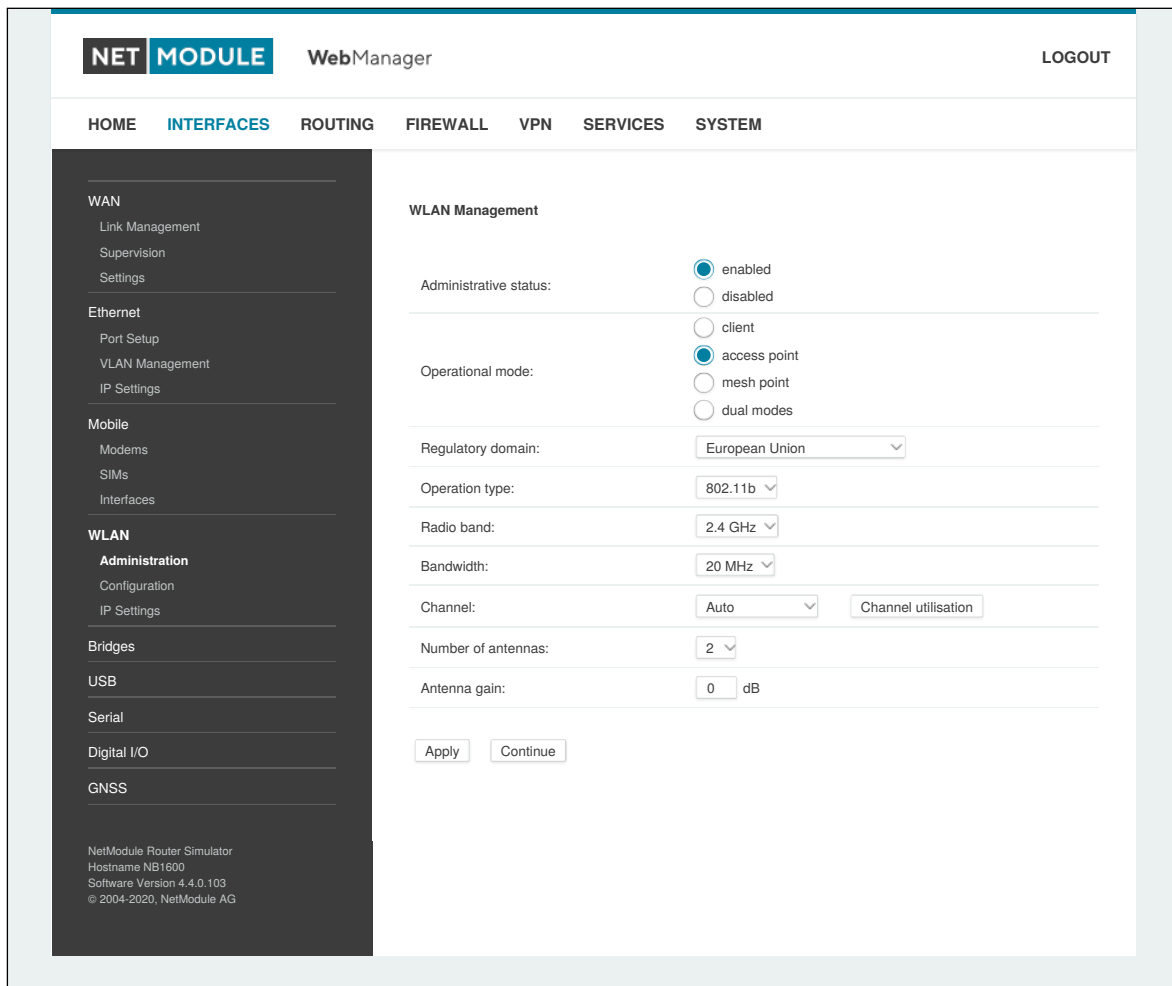 NET MODULE WebManager LOGOUT
HOME INTERFACES ROUTING FIREWALL VPN SERVICES SYSTEM
WAN
Link Management
Supervision
Settings
Ethernet
Port Setup
VLAN Management
IP Settings
Mobile
Modems
SIMs
Interfaces
WLAN
Administration
Configuration
IP Settings
Bridges
USB
Serial
Digital I/O
GNSS
NetModule Router Simulator
Hostname NB1600
Software Version 4.4.0.103
© 2004-2020, NetModule AG
WLAN Management
Administrative status:
enabled
disabled
Operational mode:
client
access point
mesh point
dual modes
Regulatory domain: European Union
Operation type: 802.11b
Radio band: 2.4 GHz
Bandwidth: 20 MHz
Channel: Auto Channel utilisation
Number of antennas: 2
Antenna gain: 0 dB
Apply Continue